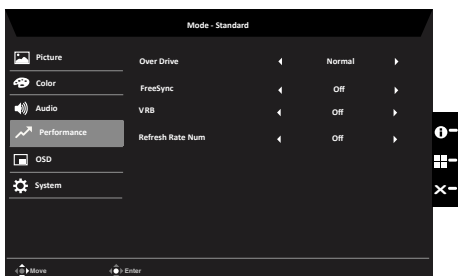 Mode - Standard
Picture
Color
Audio
Performance
OSD
System
Over Drive Normal
FreeSync Off
VRB Off
Refresh Rate Num Off
Move Enter